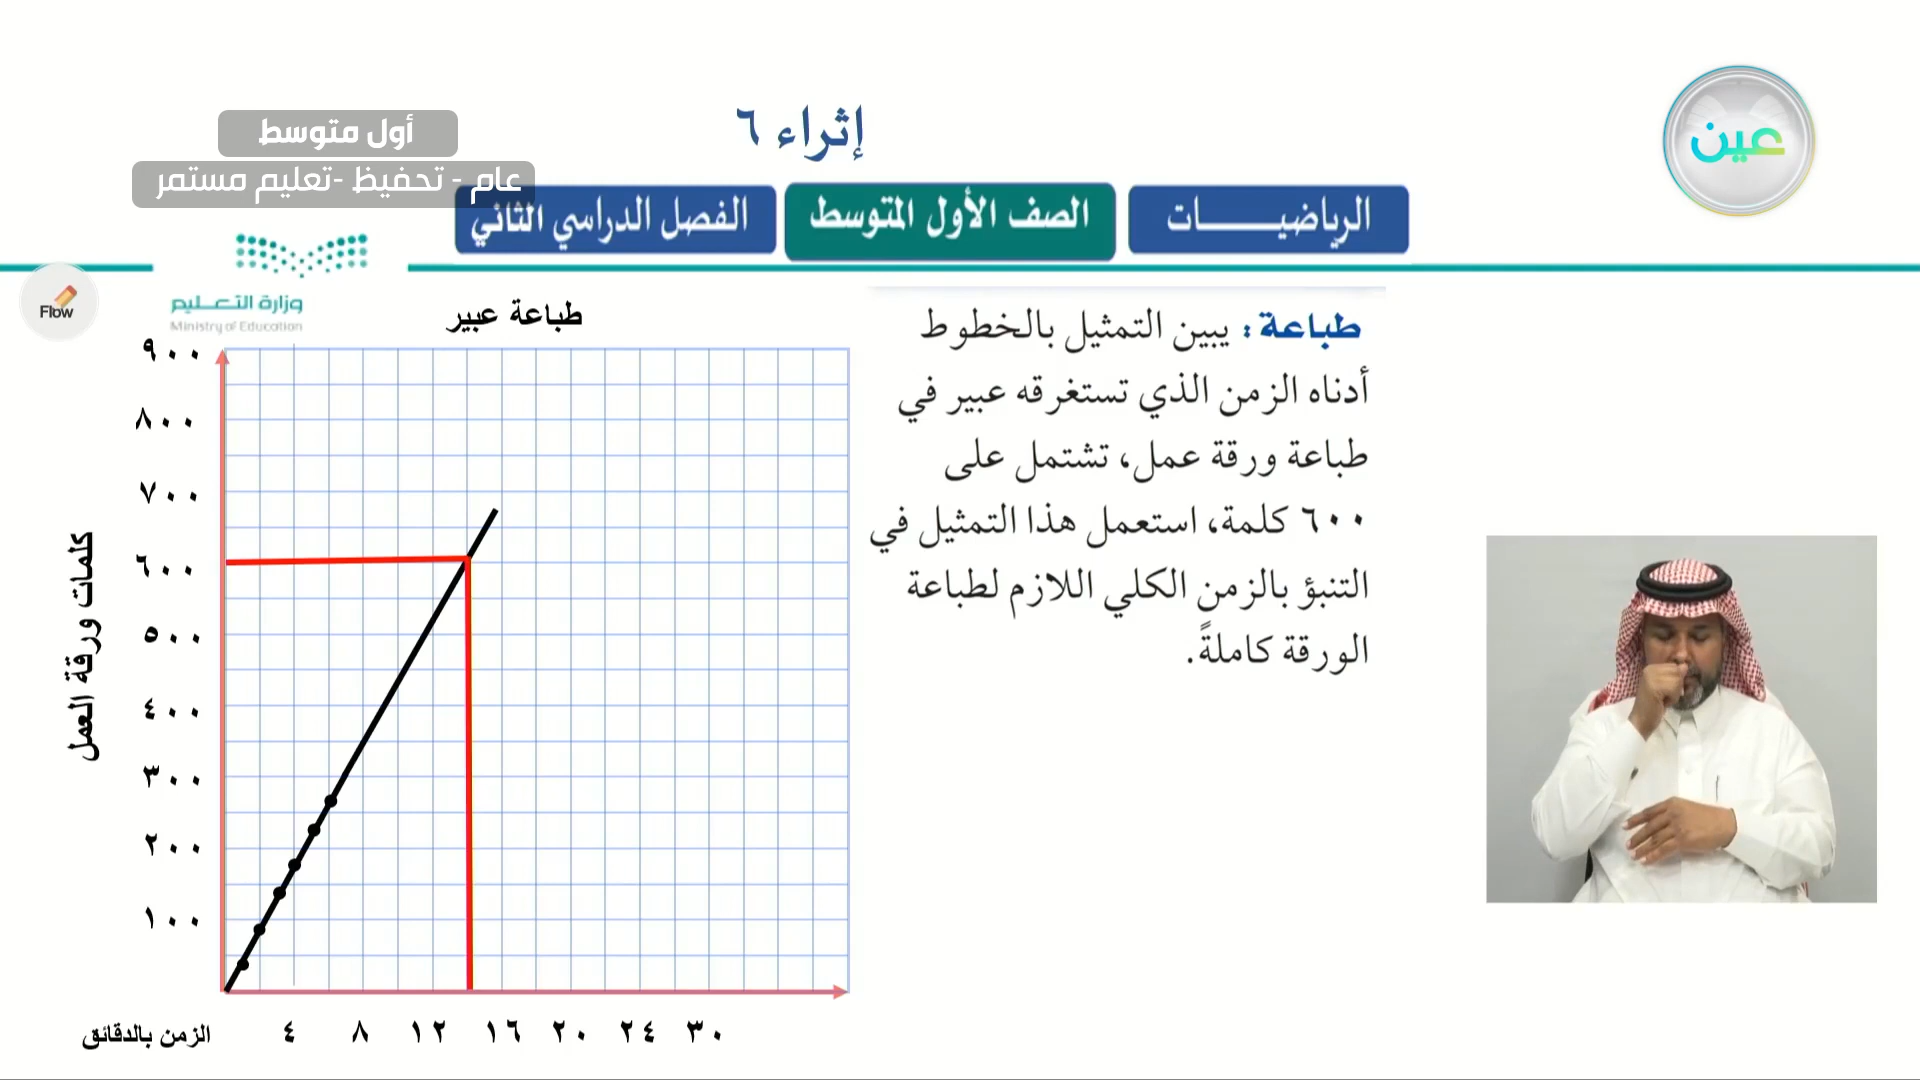 إثراء ٦
عين
أول متوسط
عام - تحفيظ -تعليم مستمر
الرياضيـــــات
الصف الأول المتوسط
الفصل الدراسي الثاني
وزارة التعـــليم
Ministry of Education
Flow
طباعة: يبين التمثيل بالخطوط
أدناه الزمن الذي تستغرقه عبير في
طباعة ورقة عمل، تشتمل على
٦٠٠ كلمة، استعمل هذا التمثيل في
التنبؤ بالزمن الكلي اللازم لطباعة
الورقة كاملةً.
طباعة عبير
٩٠٠
٨٠٠
٧٠٠
٦٠٠
٥٠٠
٤٠٠
٣٠٠
٢٠٠
١٠٠
كلمات ورقة العمل
الزمن بالدقائق ٤ ٨ ١٢ ١٦ ٢٠ ٢٤ ٣٠